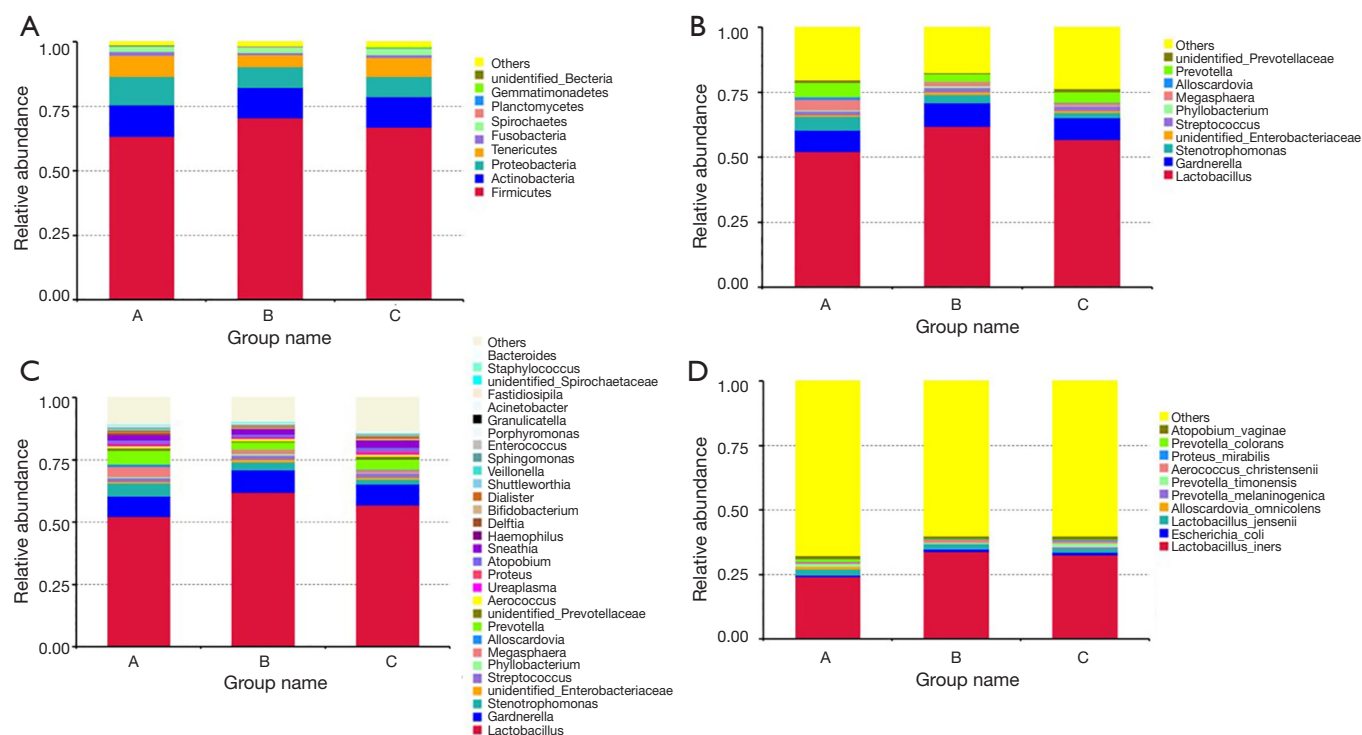 A
Relative abundance
1.00
0.75
0.50
0.25
0.00
A
B
C
Group name
Others
unidentified_Becteria
Gemmatimonadetes
Planctomycetes
Spirochaetes
Fusobacteria
Tenericutes
Proteobacteria
Actinobacteria
Firmicutes
B
Relative abundance
1.00
0.75
0.50
0.25
0.00
A
B
C
Group name
Others
unidentified_Prevotellaceae
Prevotella
Alloscardovia
Megasphaera
Phyllobacterium
Streptococcus
unidentified_Enterobacteriaceae
Stenotrophomonas
Gardnerella
Lactobacillus
C
Relative abundance
1.00
0.75
0.50
0.25
0.00
A
B
C
Group name
Others
Bacteroides
Staphylococcus
unidentified_Spirochaetaceae
Fastidiosipila
Acinetobacter
Granulicatella
Porphyromonas
Enterococcus
Sphingomonas
Veillonella
Shuttleworthia
Dialister
Bifidobacterium
Delftia
Haemophilus
Sneathia
Atopobium
Proteus
Ureaplasma
Aerococcus
unidentified_Prevotellaceae
Prevotella
Alloscardovia
Megasphaera
Phyllobacterium
Streptococcus
unidentified_Enterobacteriaceae
Stenotrophomonas
Gardnerella
Lactobacillus
D
Relative abundance
1.00
0.75
0.50
0.25
0.00
A
B
C
Group name
Others
Atopobium_vaginae
Prevotella_colorans
Proteus_mirabilis
Aerococcus_christensenii
Prevotella_timonensis
Prevotella_melaninogenica
Alloscardovia_omnicolens
Lactobacillus_jensenii
Escherichia_coli
Lactobacillus_iners